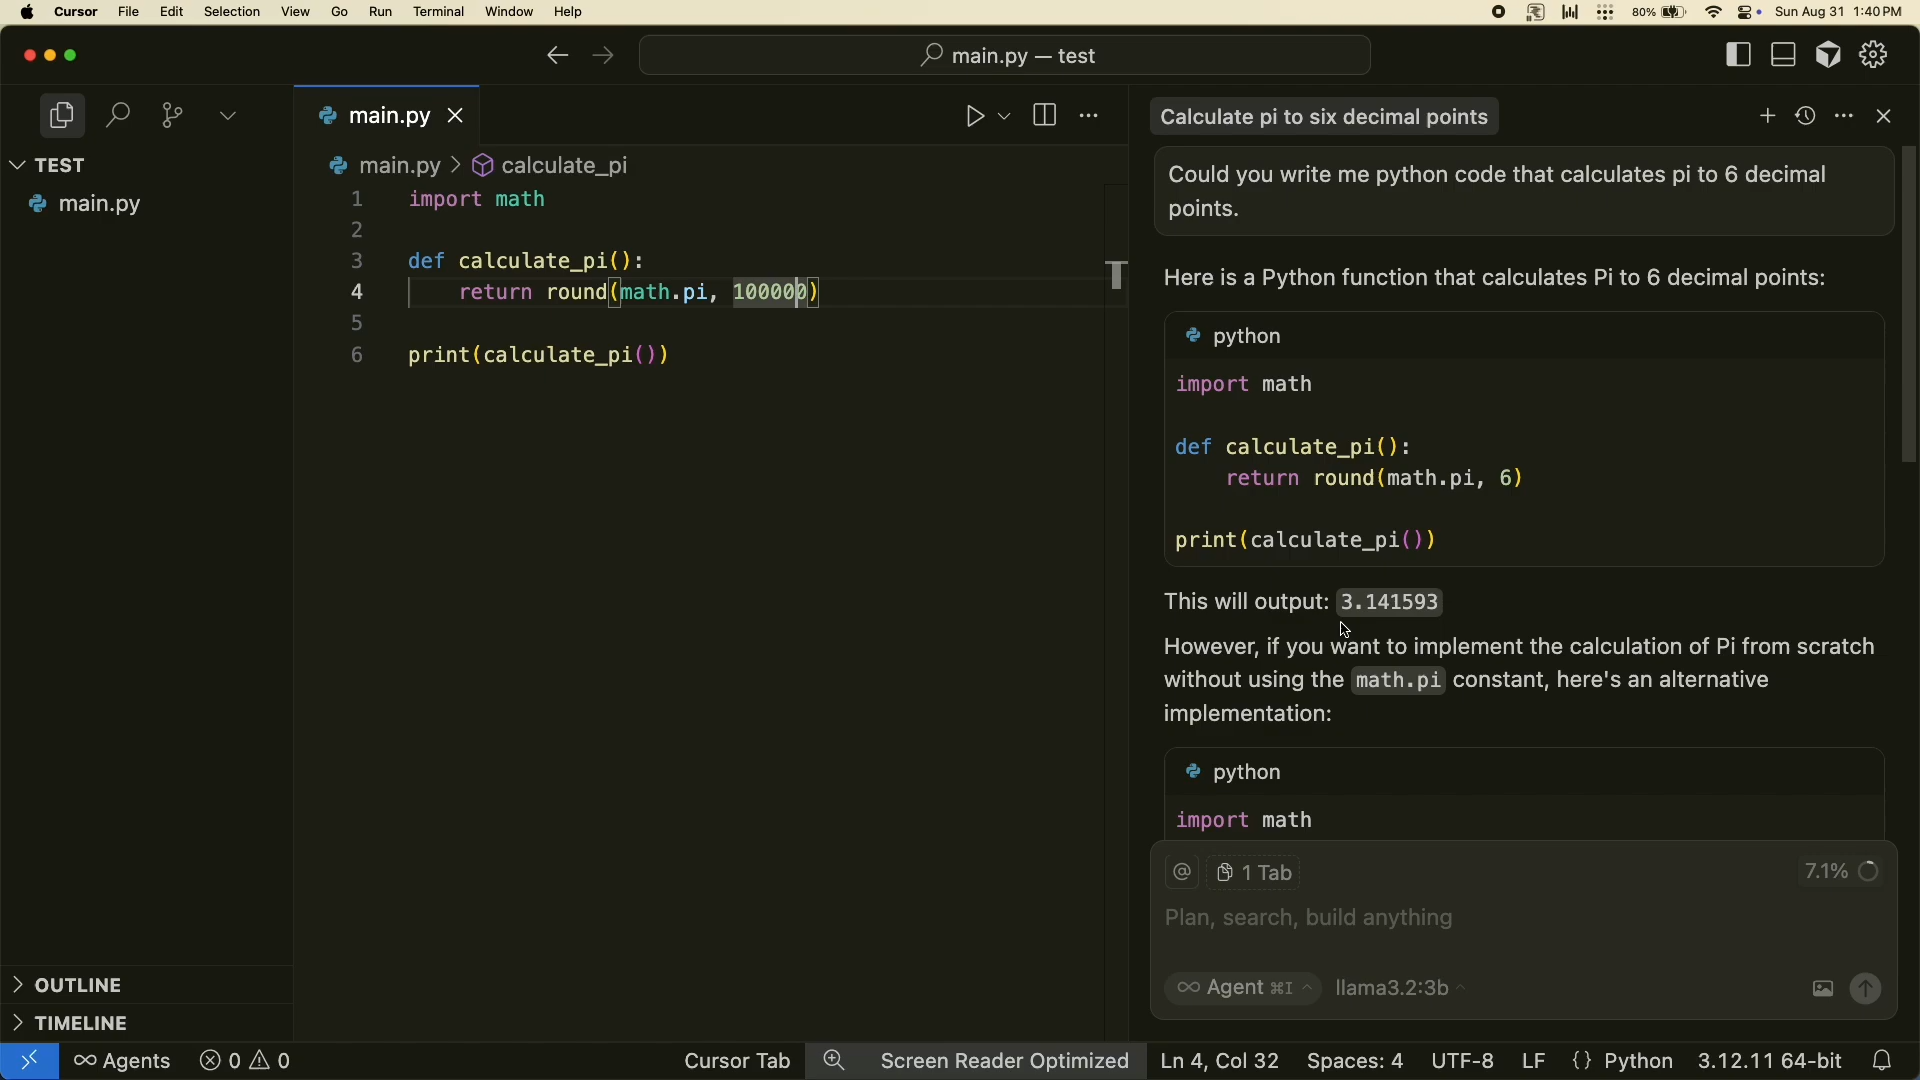 Cursor File Edit Selection View Go Run Terminal Window Help 80% Sun Aug 31 1:40 PM
main.py — test
main.py
Calculate pi to six decimal points
TEST
main.py
main.py > calculate_pi
1 import math
2
3 def calculate_pi():
4 return round(math.pi, 100000)
5
6 print(calculate_pi())
Could you write me python code that calculates pi to 6 decimal
points.
Here is a Python function that calculates Pi to 6 decimal points:
python
import math
def calculate_pi():
return round(math.pi, 6)
print(calculate_pi())
This will output: 3.141593
However, if you want to implement the calculation of Pi from scratch
without using the math.pi constant, here's an alternative
implementation:
python
import math
@ 1 Tab 7.1%
Plan, search, build anything
∞ Agent ⌘I llama3.2:3b
OUTLINE
TIMELINE
∞ Agents 0 0 Cursor Tab Screen Reader Optimized Ln 4, Col 32 Spaces: 4 UTF-8 LF {} Python 3.12.11 64-bit